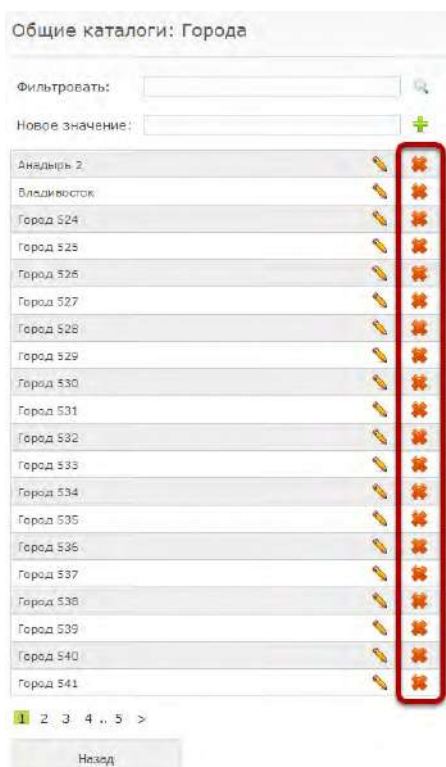 Общие каталоги: Города
Фильтровать:
Новое значение:
Анадырь 2
Владивосток
Город 524
Город 525
Город 526
Город 527
Город 528
Город 529
Город 530
Город 531
Город 532
Город 533
Город 534
Город 535
Город 536
Город 537
Город 538
Город 539
Город 540
Город 541
1 2 3 4 .. 5 >
Назад